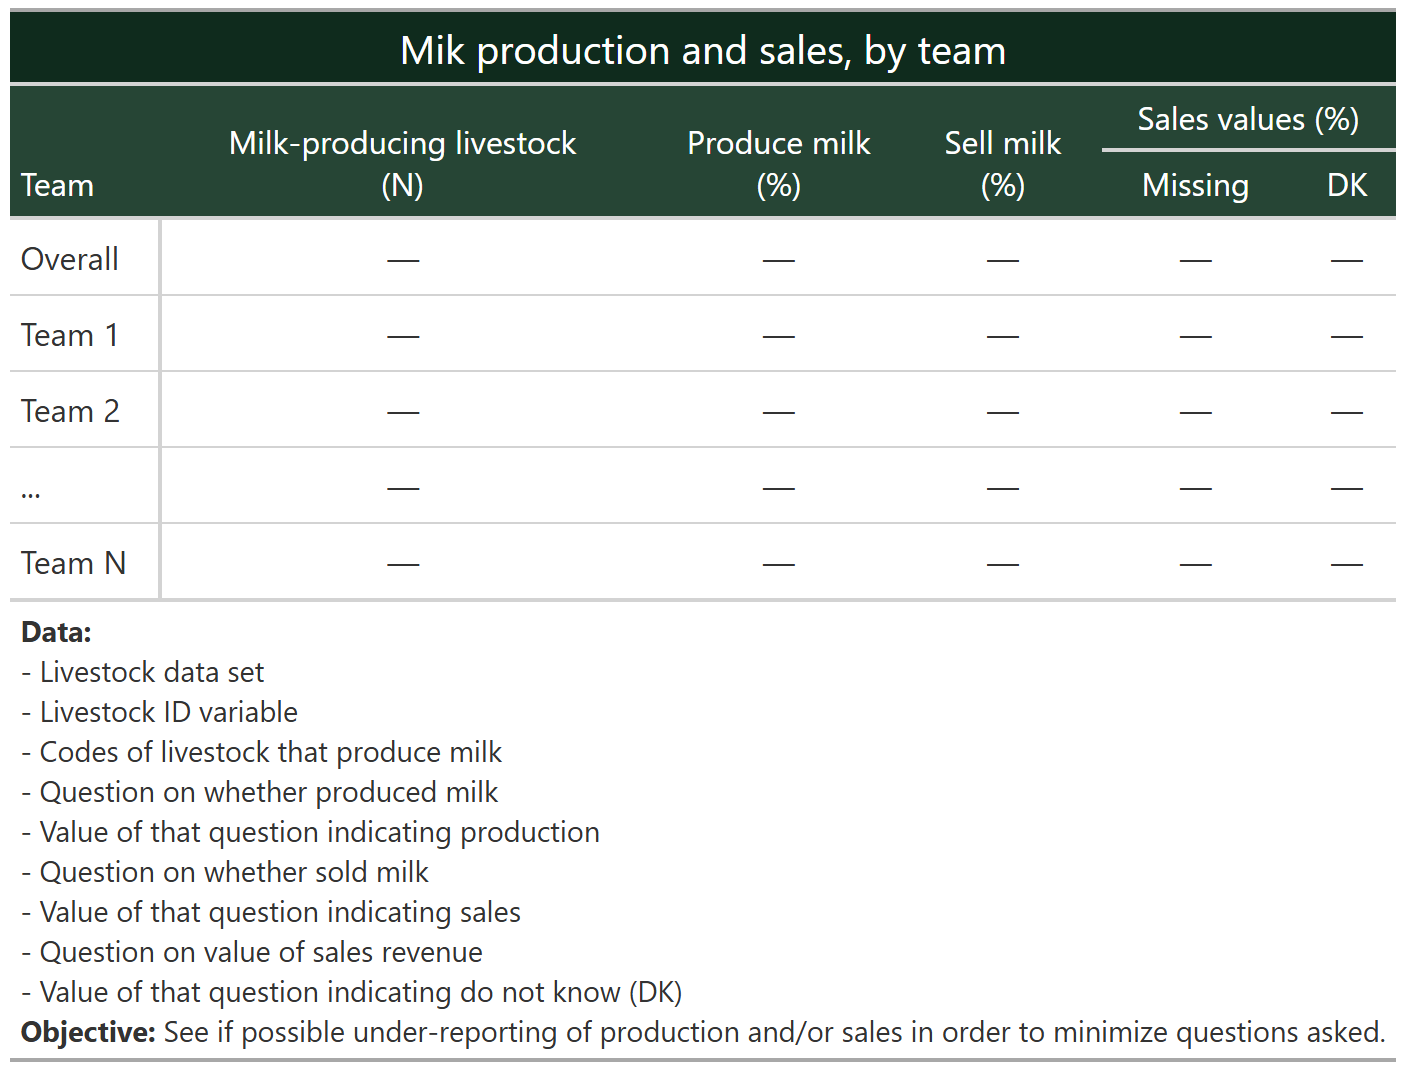 Mik production and sales, by team
Team Milk-producing livestock (N) Produce milk (%) Sell milk (%) Sales values (%) Missing DK
Overall — — — — —
Team 1 — — — — —
Team 2 — — — — —
... — — — — —
Team N — — — — —
Data:
- Livestock data set
- Livestock ID variable
- Codes of livestock that produce milk
- Question on whether produced milk
- Value of that question indicating production
- Question on whether sold milk
- Value of that question indicating sales
- Question on value of sales revenue
- Value of that question indicating do not know (DK)
Objective: See if possible under-reporting of production and/or sales in order to minimize questions asked.